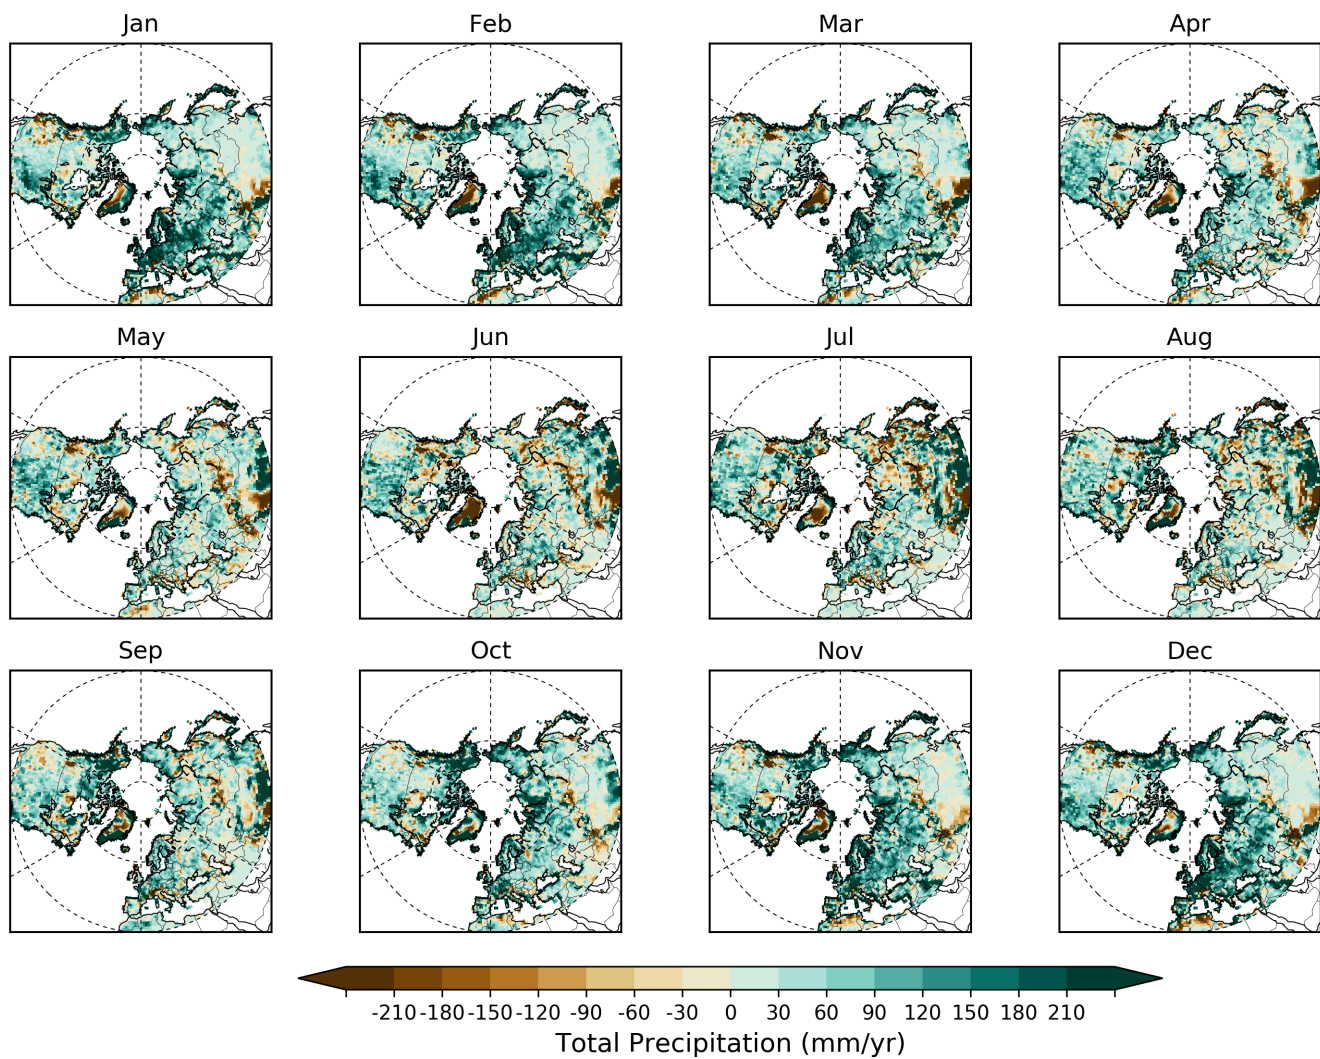 Jan Feb Mar Apr
May Jun Jul Aug
Sep Oct Nov Dec
-210 -180 -150 -120 -90 -60 -30 0 30 60 90 120 150 180 210
Total Precipitation (mm/yr)